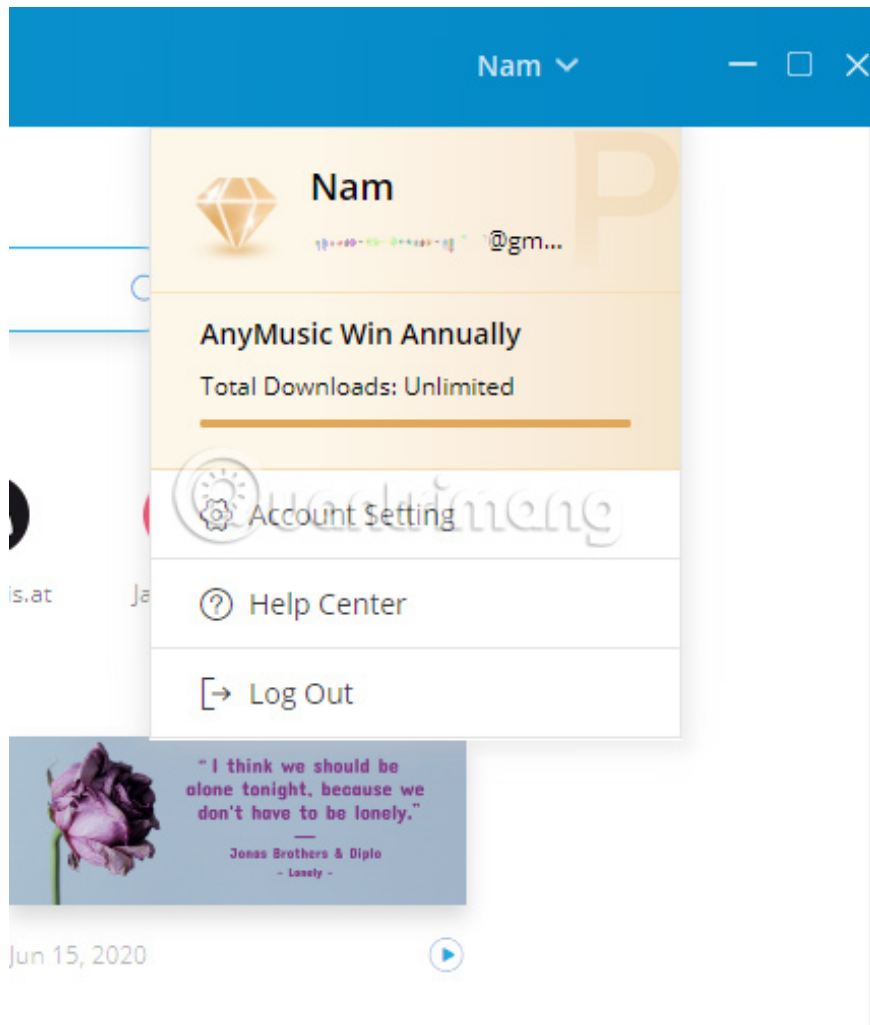 Nam
P
Nam
@gm...
AnyMusic Win Annually
Total Downloads: Unlimited
Quantrimang
Account Setting
is.at
Ja
Help Center
Log Out
"I think we should be
alone tonight, because we
don't have to be lonely."
Jonas Brothers & Diplo
- Lonely -
Jun 15, 2020